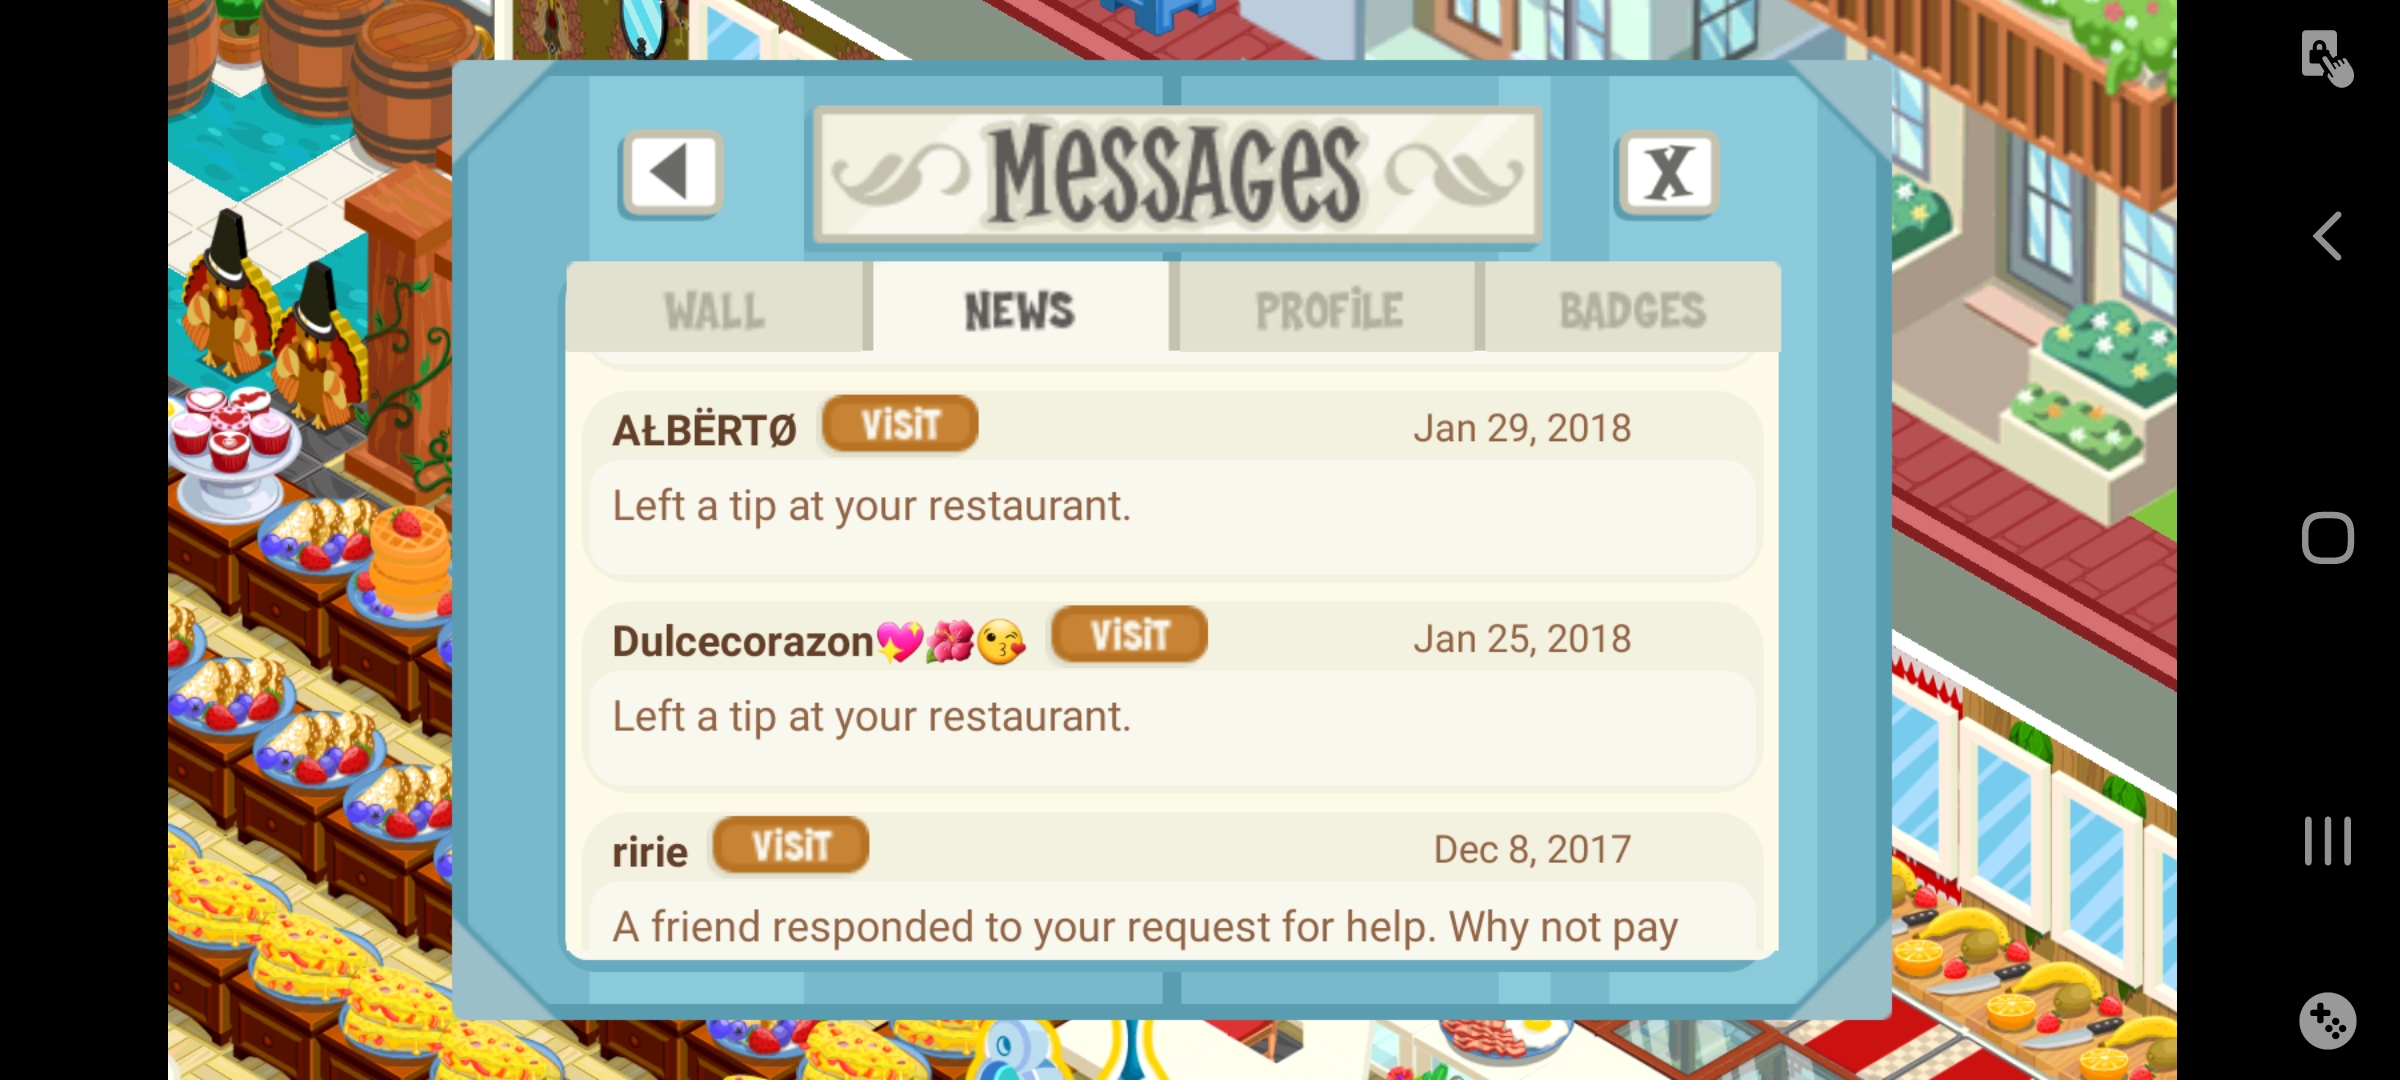 MESSAGES
X
WALL NEWS PROFILE BADGES
AŁBËRTØ VISIT Jan 29, 2018
Left a tip at your restaurant.
Dulcecorazon💖🌺😘 VISIT Jan 25, 2018
Left a tip at your restaurant.
ririe VISIT Dec 8, 2017
A friend responded to your request for help. Why not pay